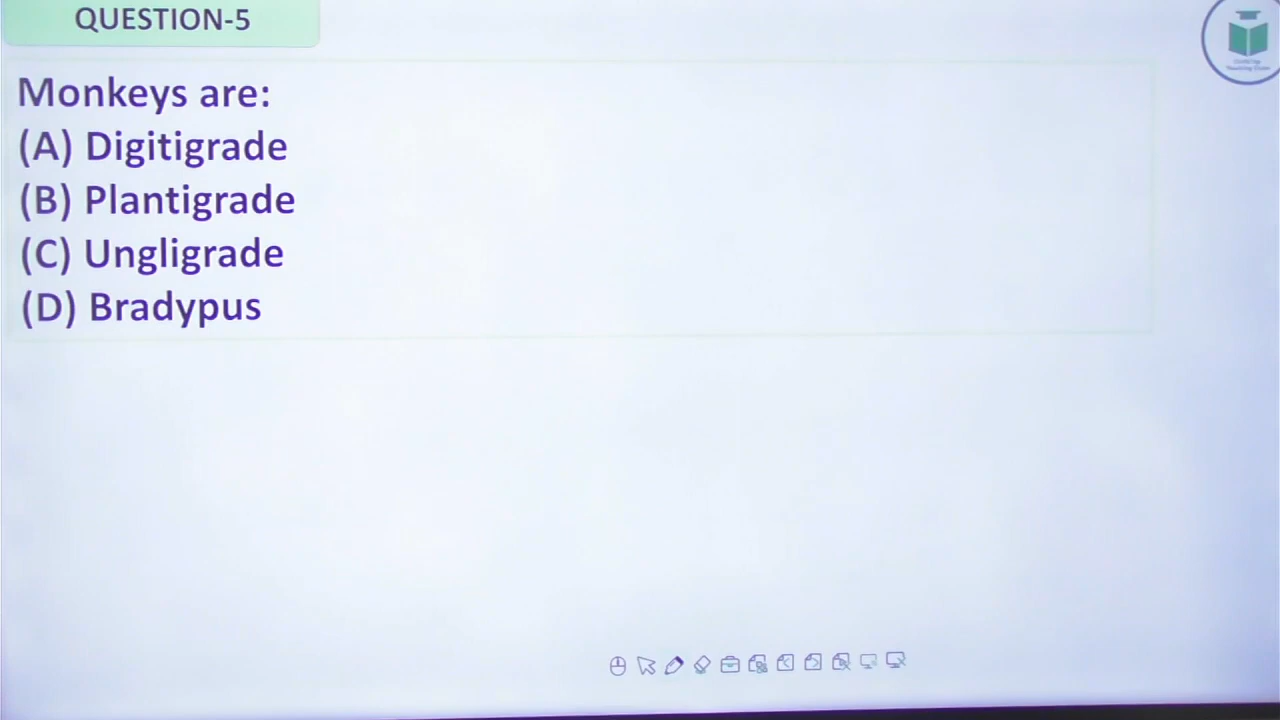 QUESTION-5
Monkeys are:
(A) Digitigrade
(B) Plantigrade
(C) Ungligrade
(D) Bradypus